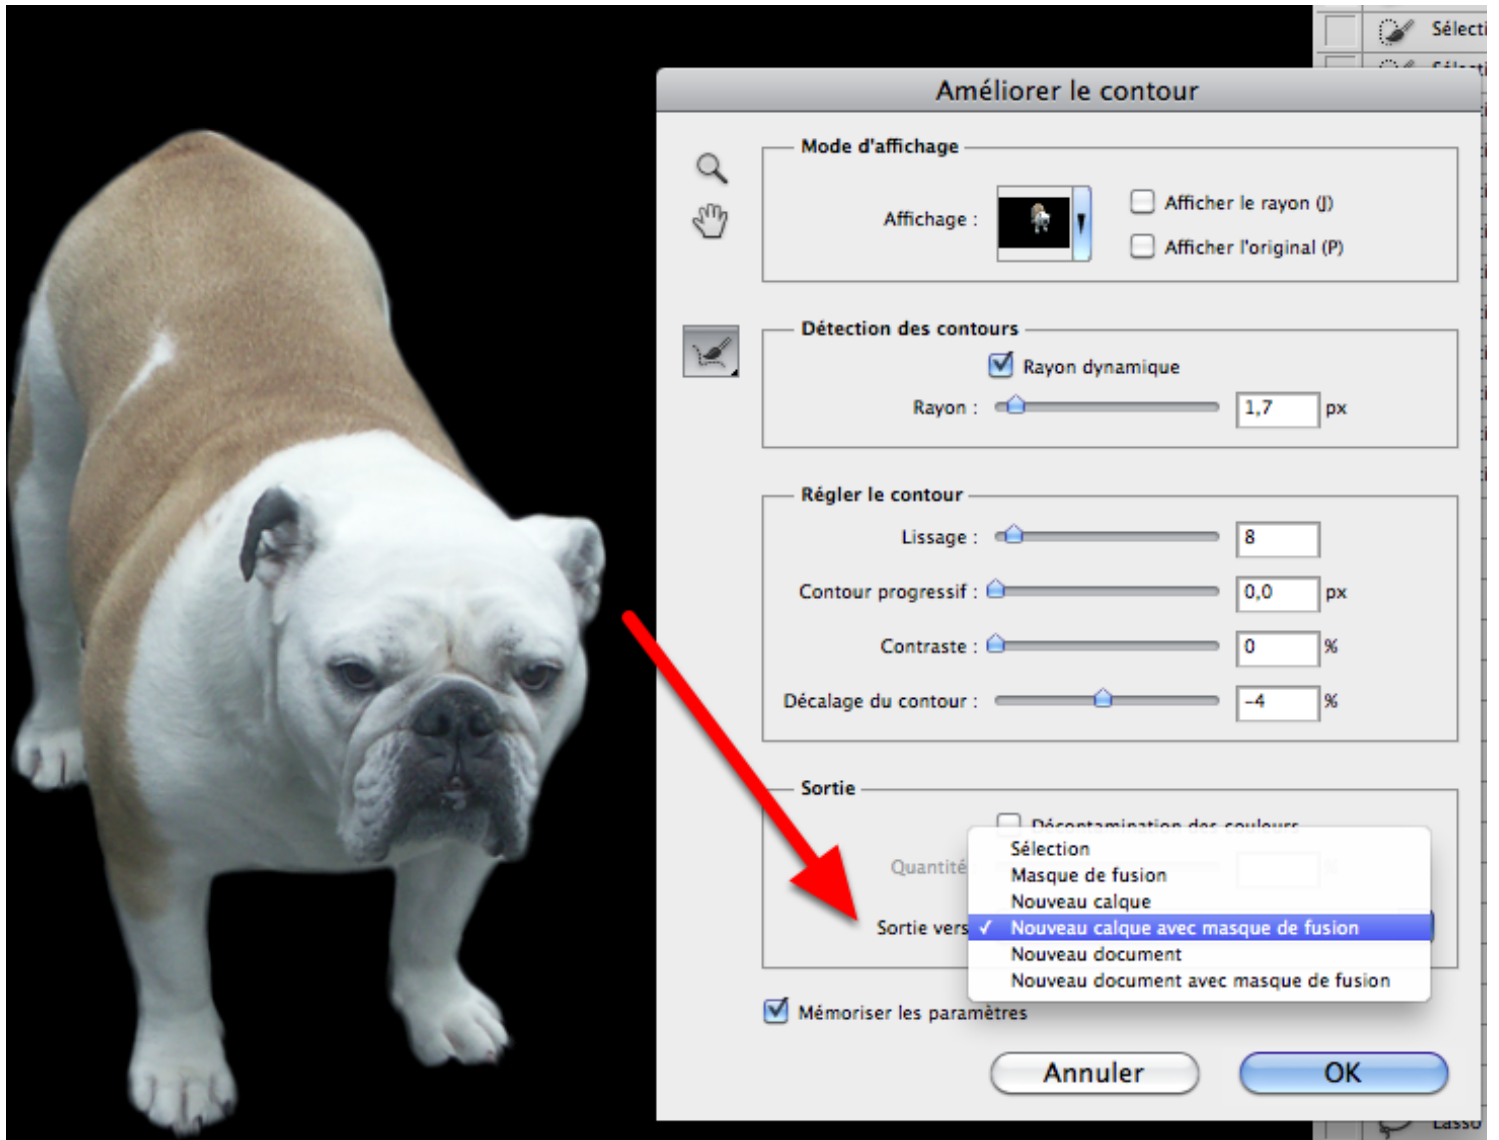 Sélecti
Améliorer le contour
Mode d'affichage
Affichage :
Afficher le rayon (J)
Afficher l'original (P)
Détection des contours
Rayon dynamique
Rayon : 1,7 px
Régler le contour
Lissage : 8
Contour progressif : 0,0 px
Contraste : 0 %
Décalage du contour : -4 %
Sortie
Décontamination des couleurs
Quantité
Sortie vers
Sélection
Masque de fusion
Nouveau calque
✓ Nouveau calque avec masque de fusion
Nouveau document
Nouveau document avec masque de fusion
Mémoriser les paramètres
Annuler
OK
Lasso